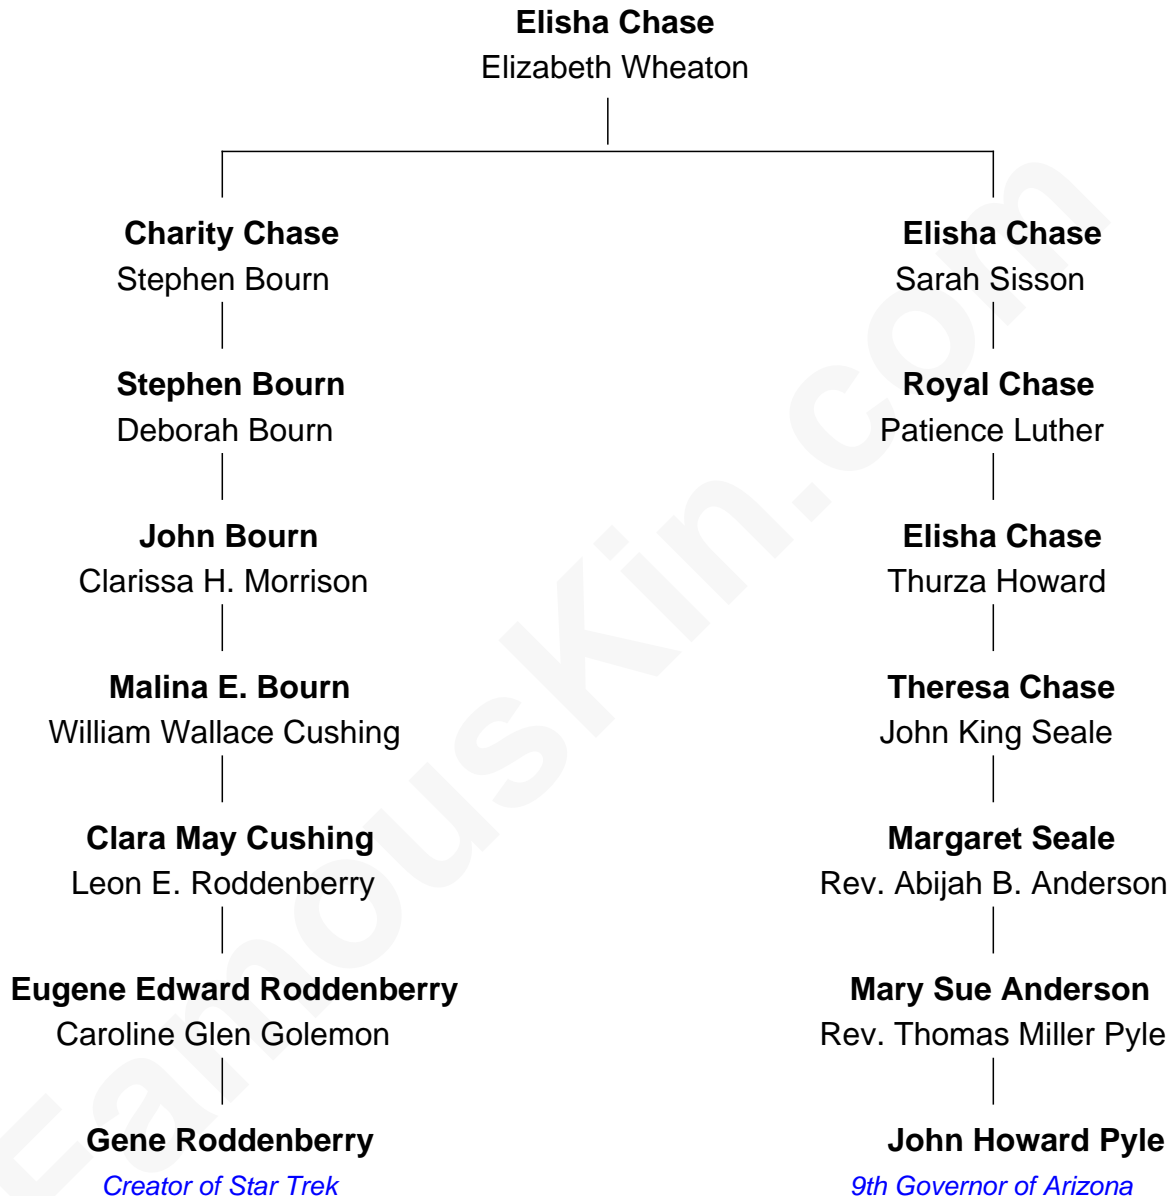 Elisha Chase
Elizabeth Wheaton
Charity Chase
Stephen Bourn
Stephen Bourn
Deborah Bourn
John Bourn
Clarissa H. Morrison
Malina E. Bourn
William Wallace Cushing
Clara May Cushing
Leon E. Roddenberry
Eugene Edward Roddenberry
Caroline Glen Golemon
Gene Roddenberry
Creator of Star Trek
Elisha Chase
Sarah Sisson
Royal Chase
Patience Luther
Elisha Chase
Thurza Howard
Theresa Chase
John King Seale
Margaret Seale
Rev. Abijah B. Anderson
Mary Sue Anderson
Rev. Thomas Miller Pyle
John Howard Pyle
9th Governor of Arizona
FamousKin.com